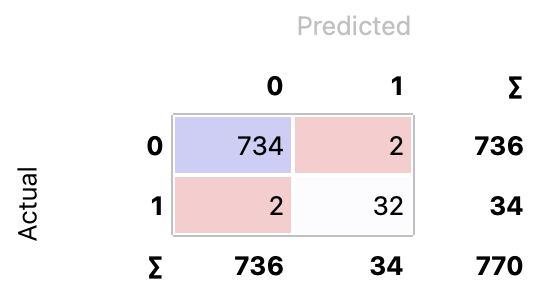 Predicted
0 1 Σ
0 734 2 736
Actual
1 2 32 34
Σ 736 34 770